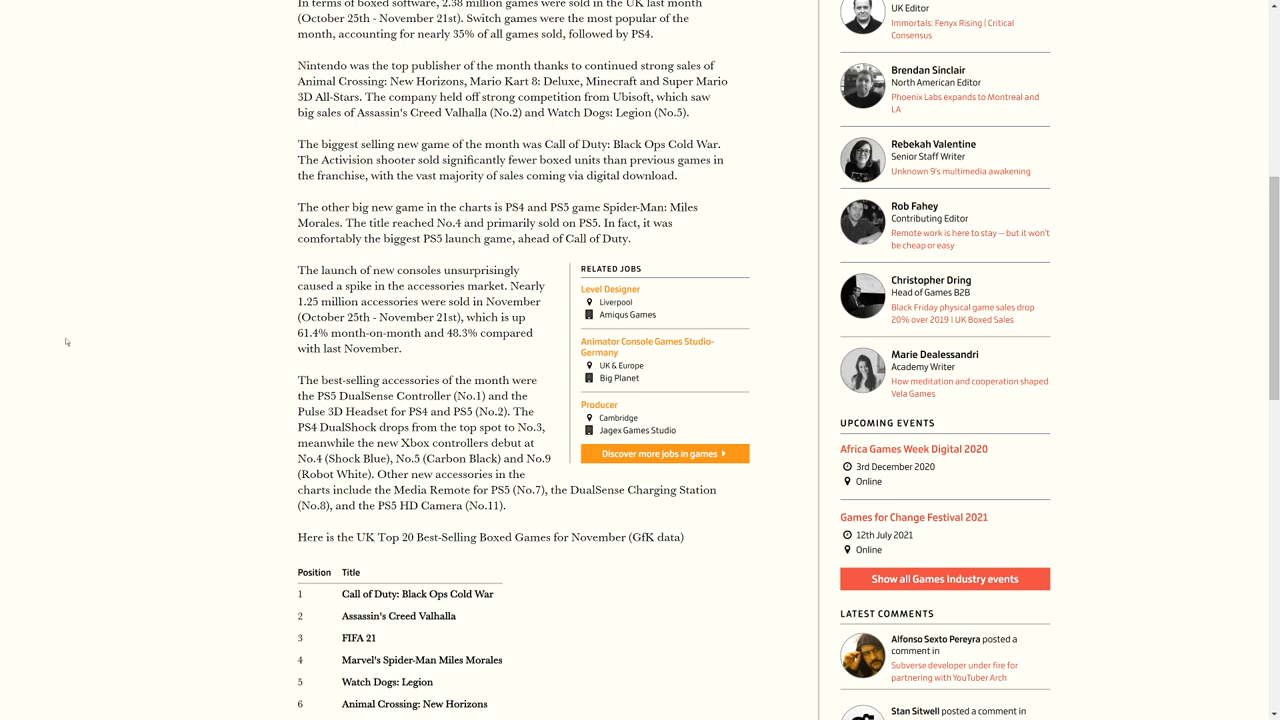 In terms of boxed software, 2.38 million games were sold in the UK last month
(October 25th - November 21st). Switch games were the most popular of the
month, accounting for nearly 35% of all games sold, followed by PS4.
Nintendo was the top publisher of the month thanks to continued strong sales of
Animal Crossing: New Horizons, Mario Kart 8: Deluxe, Minecraft and Super Mario
3D All-Stars. The company held off strong competition from Ubisoft, which saw
big sales of Assassin's Creed Valhalla (No.2) and Watch Dogs: Legion (No.5).
The biggest selling new game of the month was Call of Duty: Black Ops Cold War.
The Activision shooter sold significantly fewer boxed units than previous games in
the franchise, with the vast majority of sales coming via digital download.
The other big new game in the charts is PS4 and PS5 game Spider-Man: Miles
Morales. The title reached No.4 and primarily sold on PS5. In fact, it was
comfortably the biggest PS5 launch game, ahead of Call of Duty.
The launch of new consoles unsurprisingly
caused a spike in the accessories market. Nearly
1.25 million accessories were sold in November
(October 25th - November 21st), which is up
61.4% month-on-month and 48.3% compared
with last November.
The best-selling accessories of the month were
the PS5 DualSense Controller (No.1) and the
Pulse 3D Headset for PS4 and PS5 (No.2). The
PS4 DualShock drops from the top spot to No.3,
meanwhile the new Xbox controllers debut at
No.4 (Shock Blue), No.5 (Carbon Black) and No.9
(Robot White). Other new accessories in the
charts include the Media Remote for PS5 (No.7), the DualSense Charging Station
(No.8), and the PS5 HD Camera (No.11).
Here is the UK Top 20 Best-Selling Boxed Games for November (GfK data)
Position Title
1 Call of Duty: Black Ops Cold War
2 Assassin's Creed Valhalla
3 FIFA 21
4 Marvel's Spider-Man Miles Morales
5 Watch Dogs: Legion
6 Animal Crossing: New Horizons
RELATED JOBS
Level Designer
Liverpool
Amiqus Games
Animator Console Games Studio-
Germany
UK & Europe
Big Planet
Producer
Cambridge
Jagex Games Studio
Discover more jobs in games
UK Editor
Immortals: Fenyx Rising | Critical
Consensus
Brendan Sinclair
North American Editor
Phoenix Labs expands to Montreal and
LA
Rebekah Valentine
Senior Staff Writer
Unknown 9's multimedia awakening
Rob Fahey
Contributing Editor
Remote work is here to stay -- but it won't
be cheap or easy
Christopher Dring
Head of Games B2B
Black Friday physical game sales drop
20% over 2019 | UK Boxed Sales
Marie Dealessandri
Academy Writer
How meditation and cooperation shaped
Vela Games
UPCOMING EVENTS
Africa Games Week Digital 2020
3rd December 2020
Online
Games for Change Festival 2021
12th July 2021
Online
Show all Games Industry events
LATEST COMMENTS
Alfonso Sexto Pereyra posted a
comment in
Subverse developer under fire for
partnering with YouTuber Arch
Stan Sitwell posted a comment in